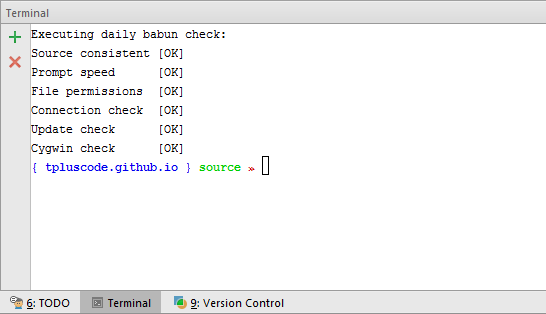 Terminal
Executing daily babun check:
Source consistent [OK]
Prompt speed      [OK]
File permissions  [OK]
Connection check  [OK]
Update check      [OK]
Cygwin check      [OK]
{ tpluscode.github.io } source »
6: TODO Terminal 9: Version Control